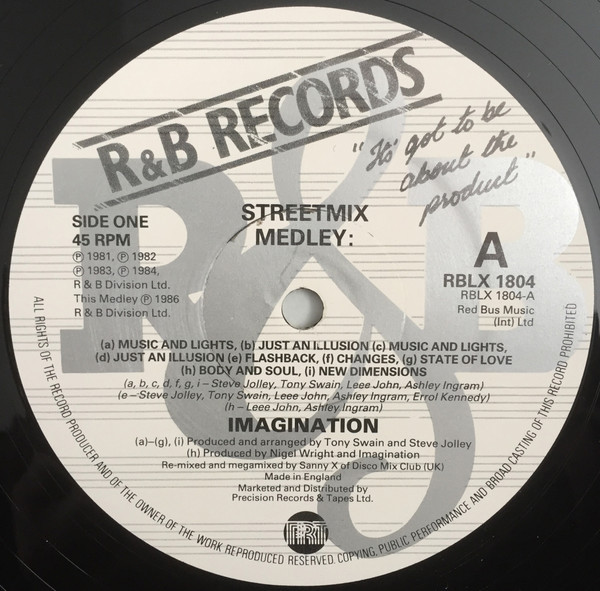 R&B RECORDS
"It's got to be
about the
product"
SIDE ONE
45 RPM
℗ 1981, ℗ 1982
℗ 1983, ℗ 1984,
R & B Division Ltd.
This Medley ℗ 1986
R & B Division Ltd.
STREETMIX
MEDLEY:
A
RBLX 1804
RBLX 1804-A
Red Bus Music
(Int) Ltd
R&B
(a) MUSIC AND LIGHTS, (b) JUST AN ILLUSION (c) MUSIC AND LIGHTS,
(d) JUST AN ILLUSION (e) FLASHBACK, (f) CHANGES, (g) STATE OF LOVE
(h) BODY AND SOUL, (i) NEW DIMENSIONS
(a, b, c, d, f, g, i – Steve Jolley, Tony Swain, Leee John, Ashley Ingram)
(e – Steve Jolley, Tony Swain, Leee John, Ashley Ingram, Errol Kennedy)
(h – Leee John, Ashley Ingram)
IMAGINATION
(a)–(g), (i) Produced and arranged by Tony Swain and Steve Jolley
(h) Produced by Nigel Wright and Imagination
Re-mixed and megamixed by Sanny X of Disco Mix Club (UK)
Made in England
Marketed and Distributed by
Precision Records & Tapes Ltd.
PRT
ALL RIGHTS OF THE RECORD PRODUCER AND OF THE OWNER OF THE WORK REPRODUCED RESERVED. COPYING, PUBLIC PERFORMANCE AND BROAD CASTING OF THIS RECORD PROHIBITED